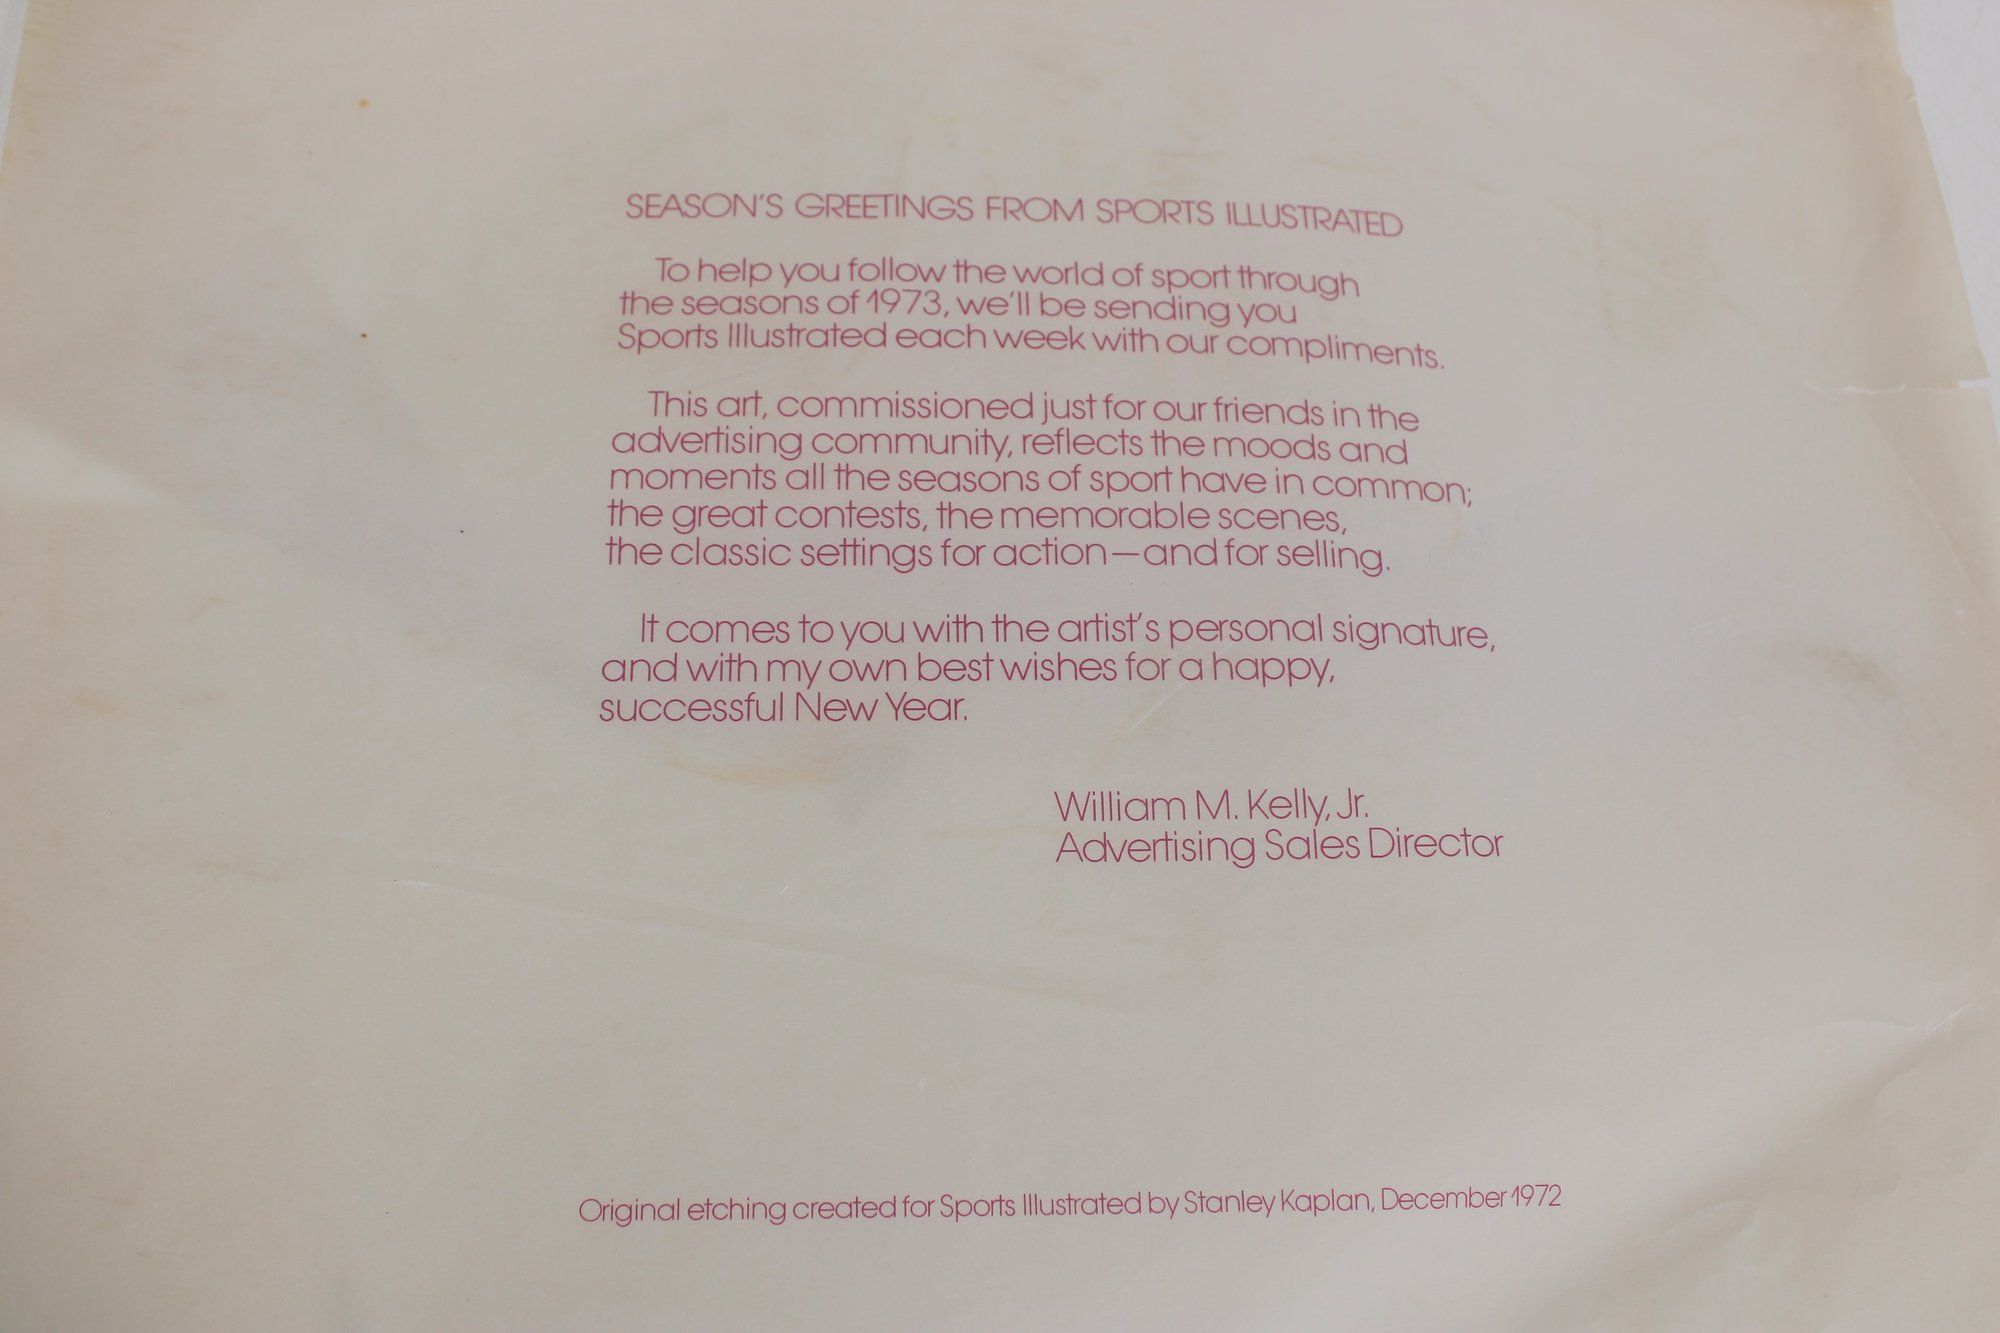 SEASON'S GREETINGS FROM SPORTS ILLUSTRATED
To help you follow the world of sport through
the seasons of 1973, we'll be sending you
Sports Illustrated each week with our compliments.
This art, commissioned just for our friends in the
advertising community, reflects the moods and
moments all the seasons of sport have in common;
the great contests, the memorable scenes,
the classic settings for action—and for selling.
It comes to you with the artist's personal signature,
and with my own best wishes for a happy,
successful New Year.
William M. Kelly, Jr.
Advertising Sales Director
Original etching created for Sports Illustrated by Stanley Kaplan, December 1972